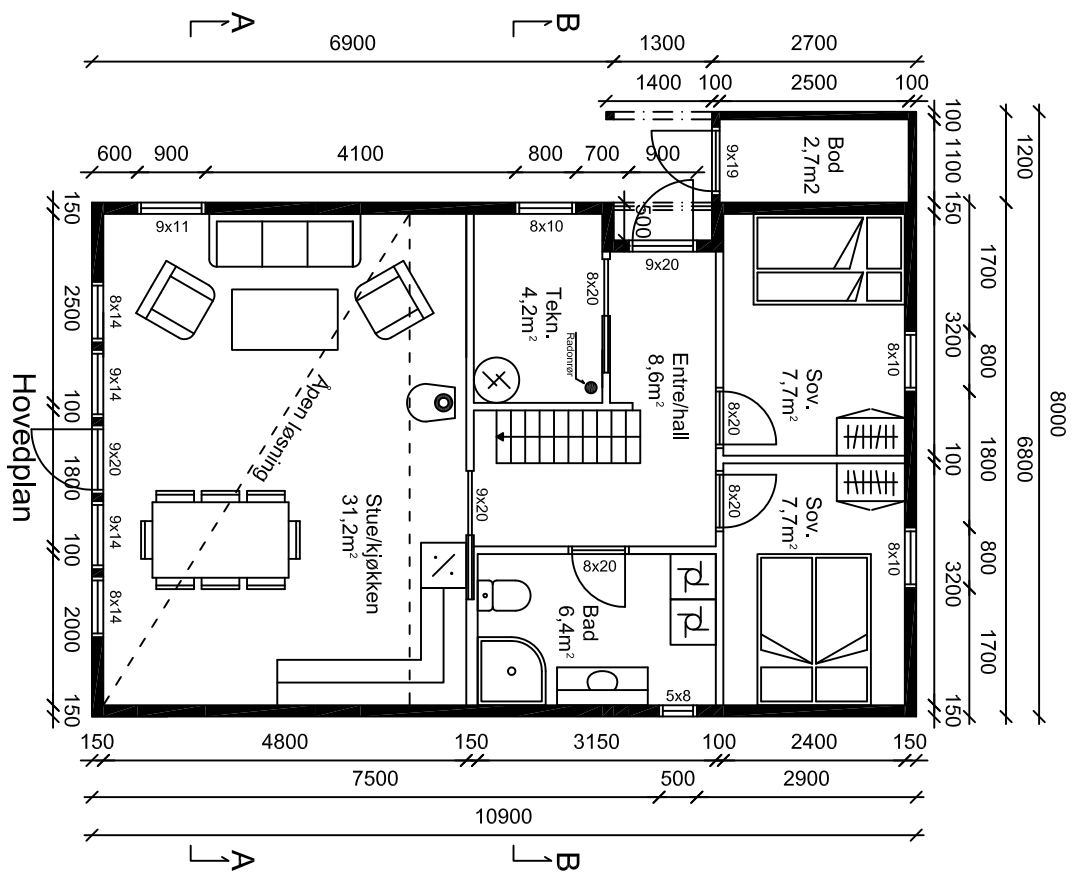 A
B
6900
1300
2700
1400
100
2500
100
600
900
4100
800
700
900
100
1100
150
1200
8000
6800
1700
800
1800
800
1700
3200
100
3200
150
150
2500
100
1800
100
2000
150
9x11
8x10
9x20
9x19
500
Bod
2,7m2
8x14
9x14
9x20
9x14
8x14
8x20
Tekn.
4,2m²
Radonrør
Entre/hall
8,6m²
Sov.
7,7m²
8x10
8x20
Sov.
7,7m²
8x10
8x20
Åpen løsning
Stue/kjøkken
31,2m²
9x20
8x20
Bad
6,4m²
5x8
Hovedplan
150
4800
150
3150
100
2400
150
7500
500
2900
10900
A
B